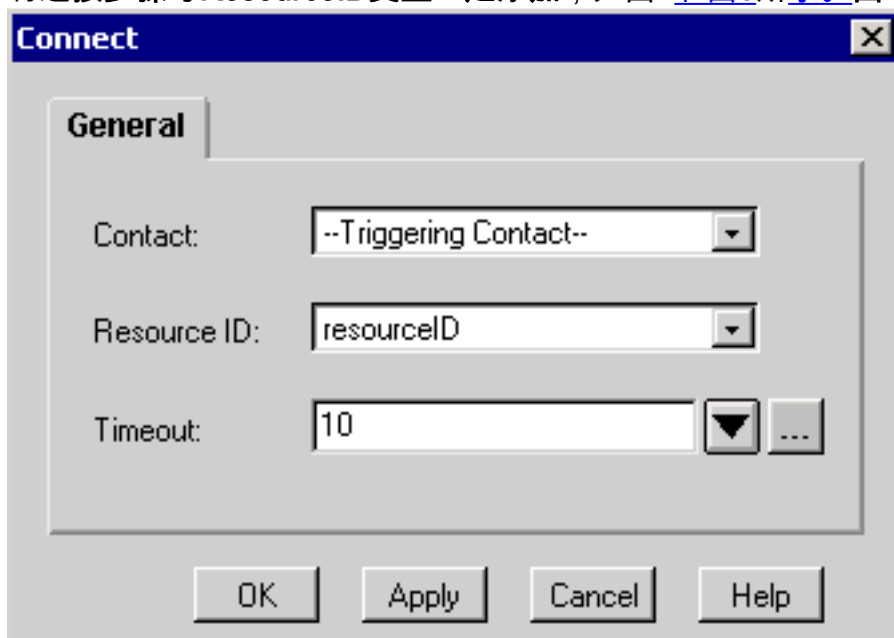 Connect
General
Contact:
--Triggering Contact--
Resource ID:
resourceID
Timeout:
10
...
OK
Apply
Cancel
Help